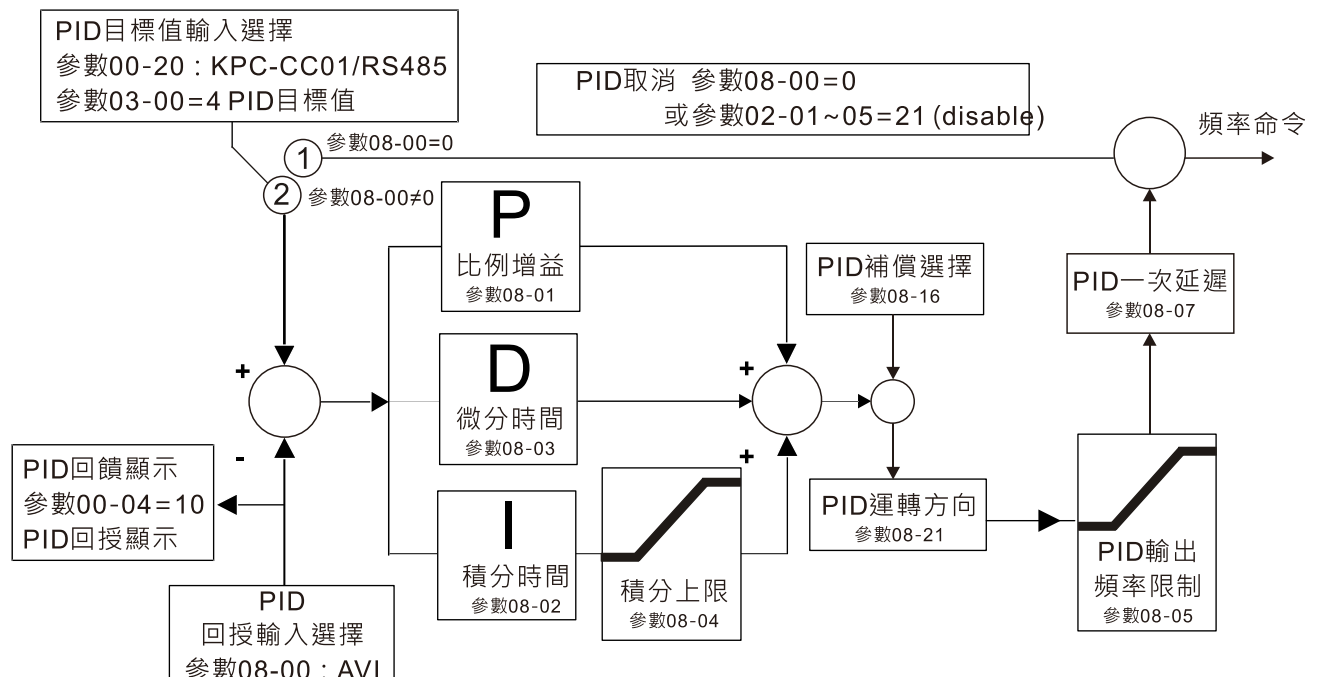 PID目標值輸入選擇
參數00-20：KPC-CC01/RS485
參數03-00=4 PID目標值
PID取消 參數08-00=0
或參數02-01~05=21 (disable)
頻率命令
1
參數08-00=0
2
參數08-00≠0
P
比例增益
參數08-01
PID補償選擇
參數08-16
PID一次延遲
參數08-07
D
微分時間
參數08-03
+
+
-
+
PID回饋顯示
參數00-04=10
PID回授顯示
I
積分時間
參數08-02
積分上限
參數08-04
PID運轉方向
參數08-21
PID輸出
頻率限制
參數08-05
PID
回授輸入選擇
參數08-00：AVI